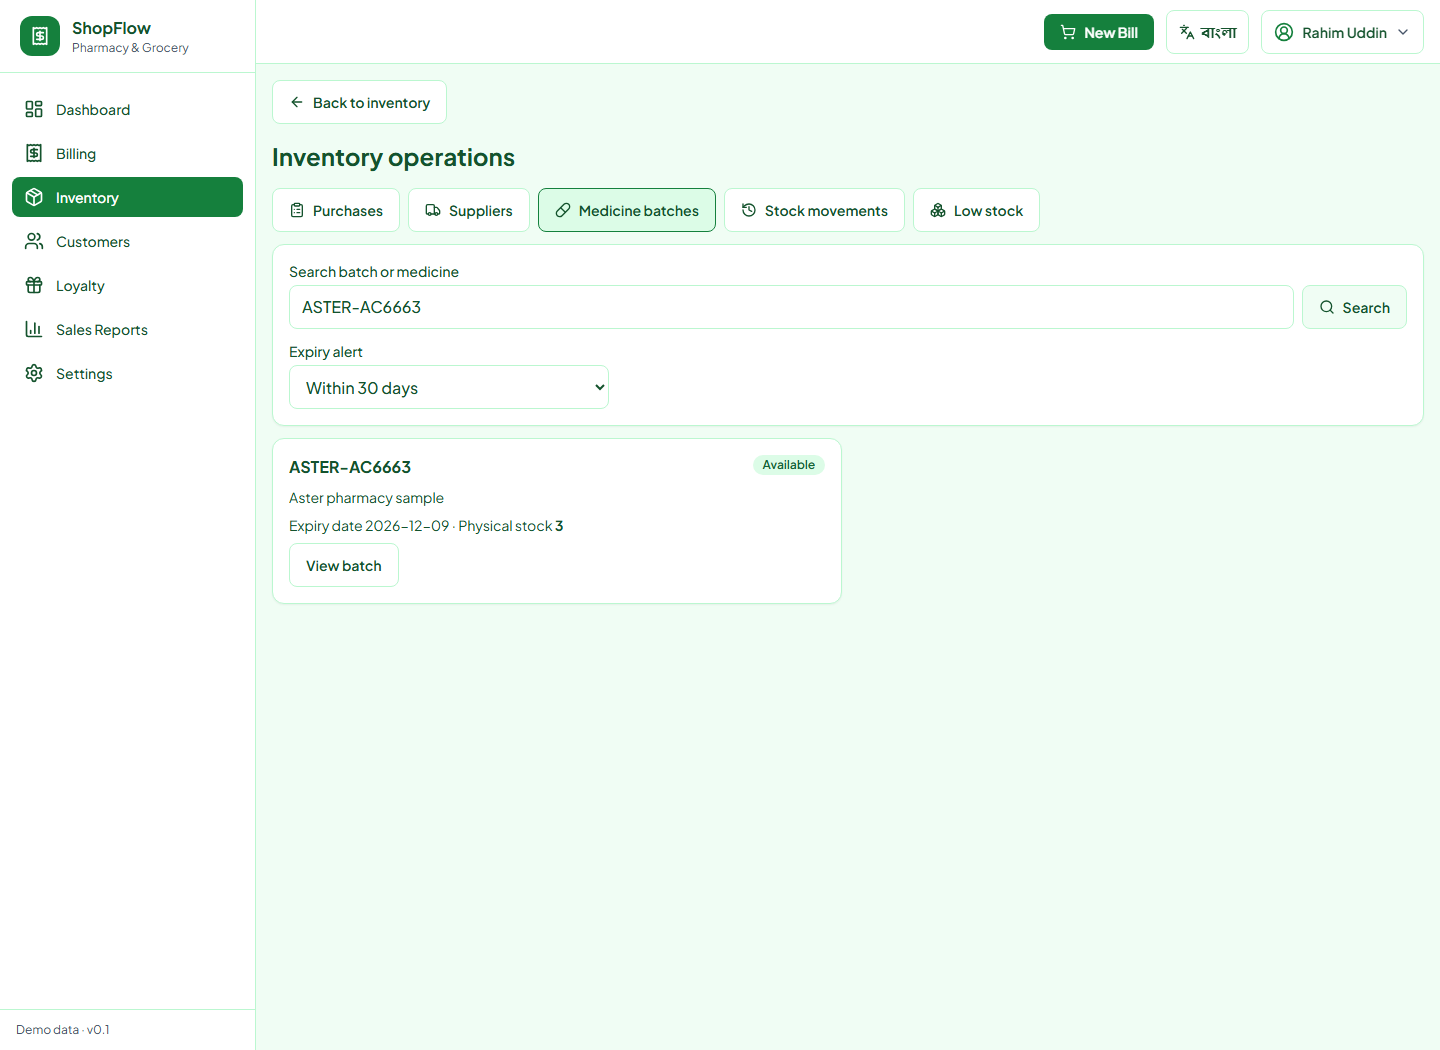 ShopFlow
Pharmacy & Grocery
New Bill
বাংলা
Rahim Uddin
Dashboard
Billing
Inventory
Customers
Loyalty
Sales Reports
Settings
Demo data · v0.1
Back to inventory
Inventory operations
Purchases
Suppliers
Medicine batches
Stock movements
Low stock
Search batch or medicine
ASTER-AC6663
Search
Expiry alert
Within 30 days
ASTER-AC6663
Available
Aster pharmacy sample
Expiry date 2026-12-09 · Physical stock 3
View batch